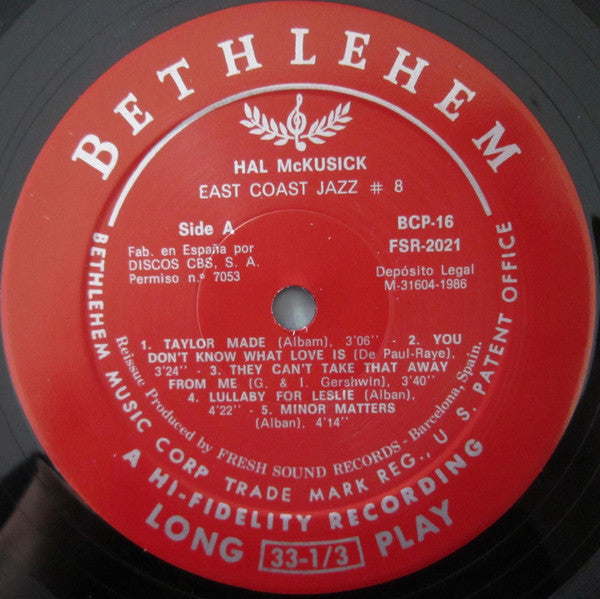 BETHLEHEM
HAL McKUSICK
EAST COAST JAZZ # 8
Side A
Fab. en España por
DISCOS CBS, S. A.
Permiso n.º 7053
BCP-16
FSR-2021
Depósito Legal
M-31604-1986
1. TAYLOR MADE (Albam), 3'06'' - 2. YOU
DON'T KNOW WHAT LOVE IS (De Paul-Raye),
3'24'' - 3. THEY CAN'T TAKE THAT AWAY
FROM ME (G. & I. Gershwin), 3'40''
4. LULLABY FOR LESLIE (Alban),
4'22'' - 5. MINOR MATTERS
(Alban), 4'14''
Reissue Produced by FRESH SOUND RECORDS - Barcelona, Spain.
BETHLEHEM MUSIC CORP TRADE MARK REG., U. S. PATENT OFFICE
A HI-FIDELITY RECORDING
LONG 33-1/3 PLAY